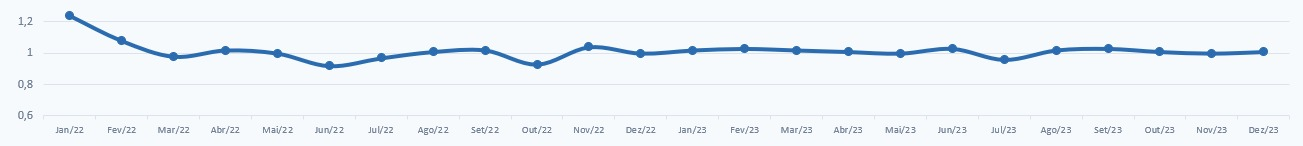 1,2
1
0,8
0,6
Jan/22 Fev/22 Mar/22 Abr/22 Mai/22 Jun/22 Jul/22 Ago/22 Set/22 Out/22 Nov/22 Dez/22 Jan/23 Fev/23 Mar/23 Abr/23 Mai/23 Jun/23 Jul/23 Ago/23 Set/23 Out/23 Nov/23 Dez/23